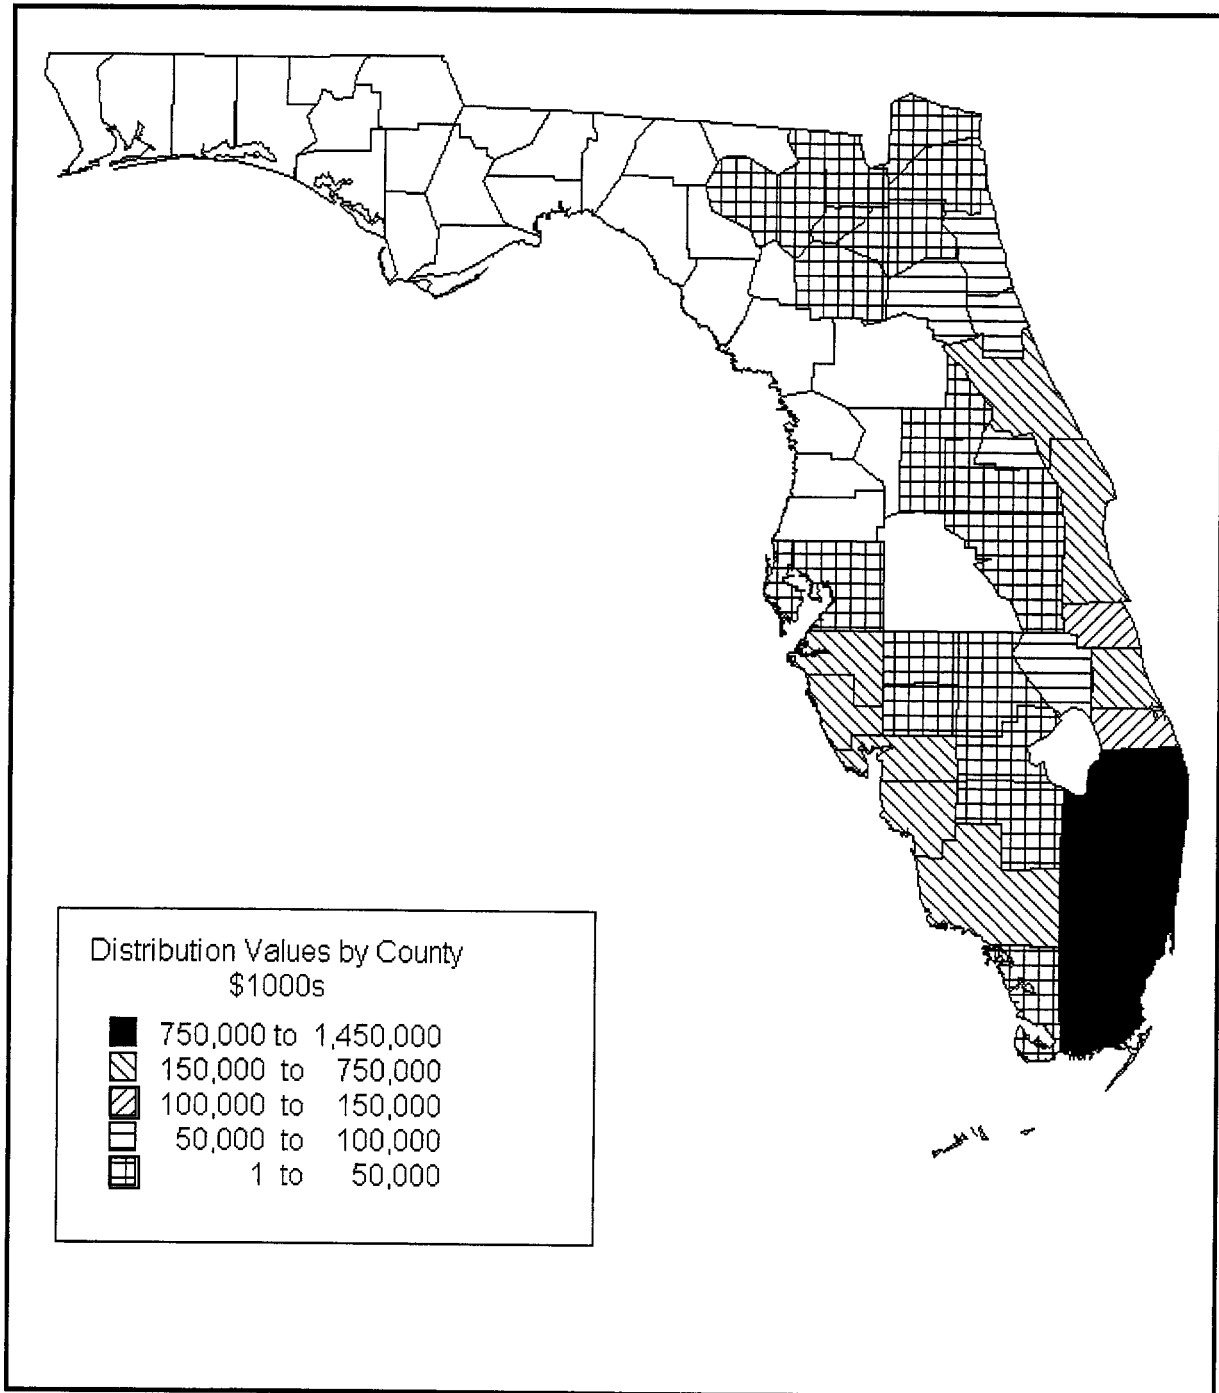 Distribution Values by County
$1000s
750,000 to 1,450,000
150,000 to 750,000
100,000 to 150,000
50,000 to 100,000
1 to 50,000